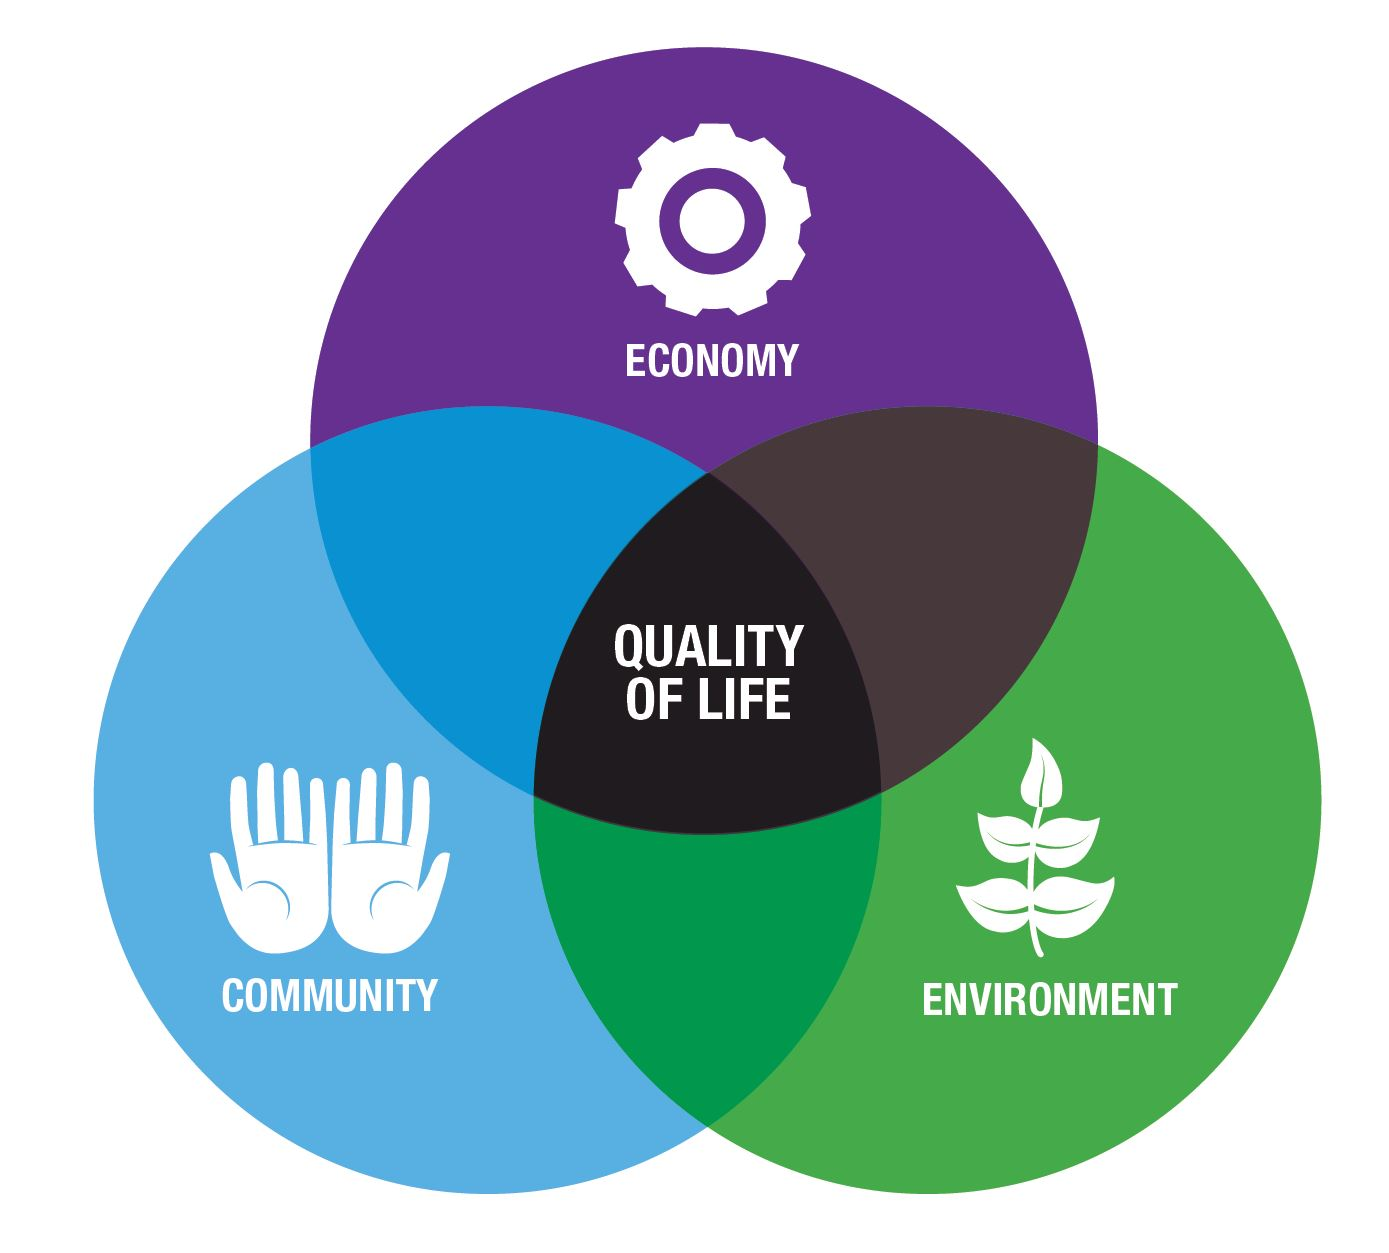 ECONOMY
QUALITY
OF LIFE
COMMUNITY
ENVIRONMENT